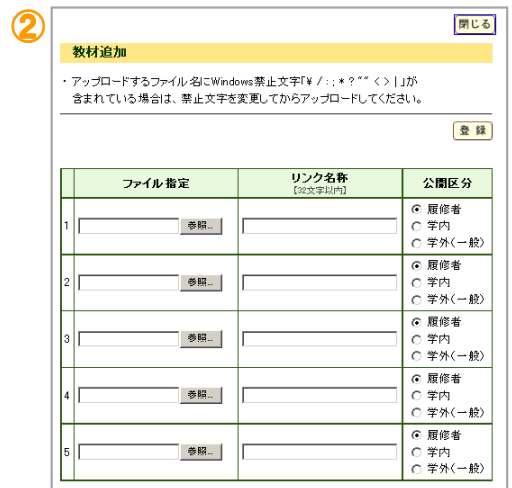 ②
閉じる
教材追加
・アップロードするファイル名にWindows禁止文字「¥ / : ; * ? " " < > | 」が
含まれている場合は、禁止文字を変更してからアップロードしてください。
登 録
ファイル指定 リンク名称 公開区分
【32文字以内】
履修者
1 参照... 学内
学外(一般)
履修者
2 参照... 学内
学外(一般)
履修者
3 参照... 学内
学外(一般)
履修者
4 参照... 学内
学外(一般)
履修者
5 参照... 学内
学外(一般)